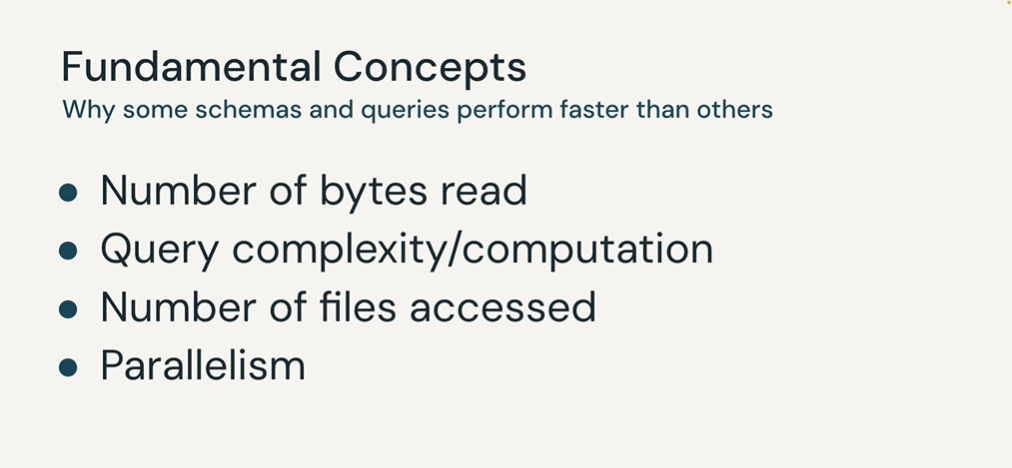 Fundamental Concepts
Why some schemas and queries perform faster than others
● Number of bytes read
● Query complexity/computation
● Number of files accessed
● Parallelism